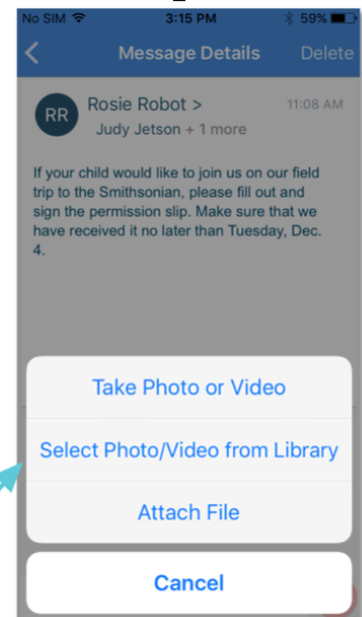 No SIM 3:15 PM 59%
Message Details Delete
RR Rosie Robot > 11:08 AM
Judy Jetson + 1 more
If your child would like to join us on our field
trip to the Smithsonian, please fill out and
sign the permission slip. Make sure that we
have received it no later than Tuesday, Dec.
4.
Take Photo or Video
Select Photo/Video from Library
Attach File
Cancel